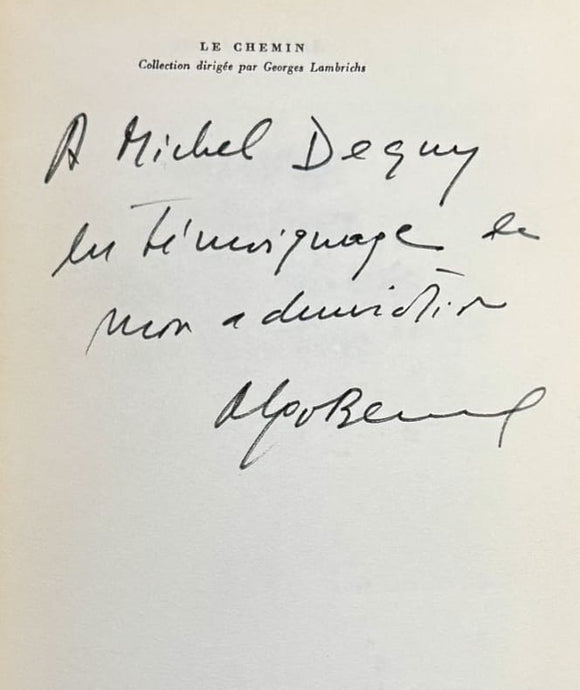 LE CHEMIN
Collection dirigée par Georges Lambrichs
A Michel Deguy
en témoignage de
mon admiration